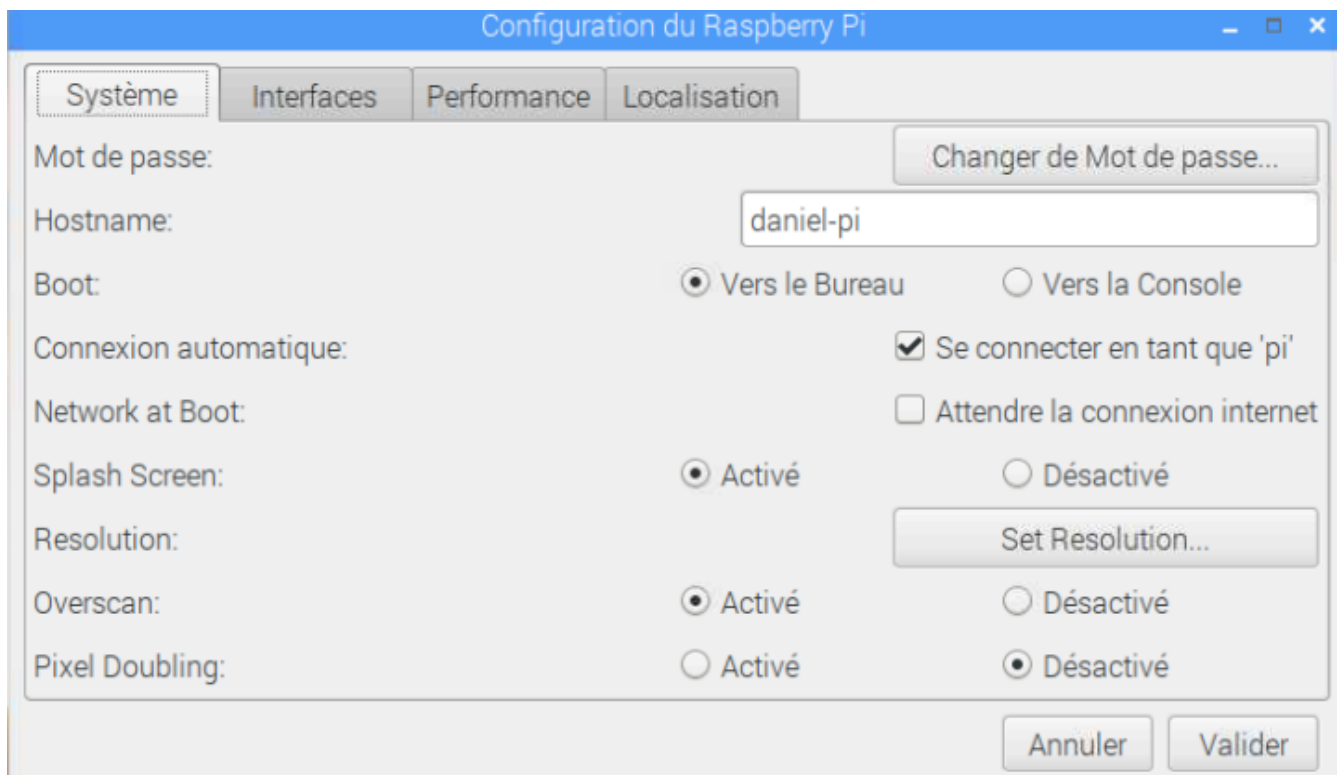 Configuration du Raspberry Pi
Système Interfaces Performance Localisation
Mot de passe: Changer de Mot de passe...
Hostname: daniel-pi
Boot: Vers le Bureau Vers la Console
Connexion automatique: Se connecter en tant que 'pi'
Network at Boot: Attendre la connexion internet
Splash Screen: Activé Désactivé
Resolution: Set Resolution...
Overscan: Activé Désactivé
Pixel Doubling: Activé Désactivé
Annuler Valider